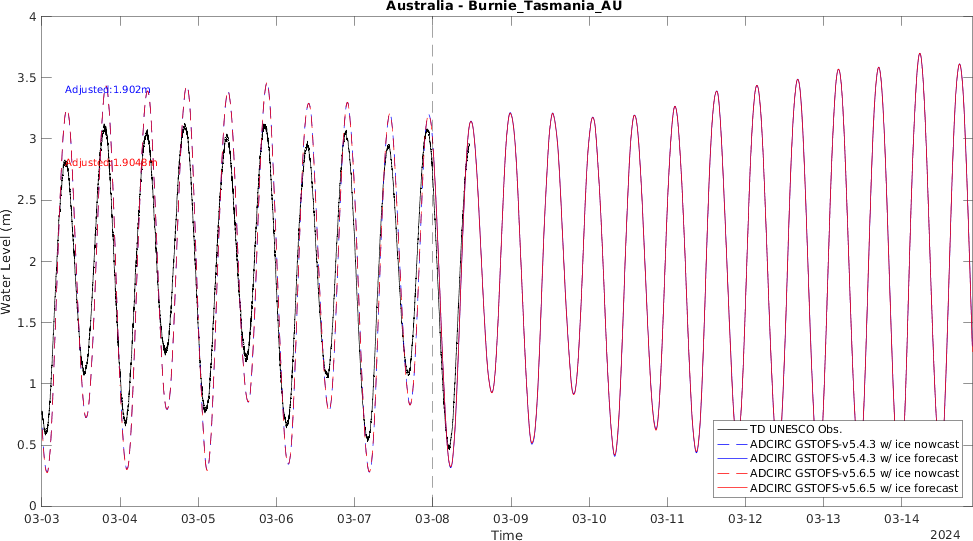 Australia - Burnie_Tasmania_AU
4
3.5
3
2.5
2
1.5
1
0.5
0
Water Level (m)
Adjusted:1.902m
Adjusted:1.9043m
TD UNESCO Obs.
ADCIRC GSTOFS-v5.4.3 w/ ice nowcast
ADCIRC GSTOFS-v5.4.3 w/ ice forecast
ADCIRC GSTOFS-v5.6.5 w/ ice nowcast
ADCIRC GSTOFS-v5.6.5 w/ ice forecast
03-03 03-04 03-05 03-06 03-07 03-08 03-09 03-10 03-11 03-12 03-13 03-14
Time
2024